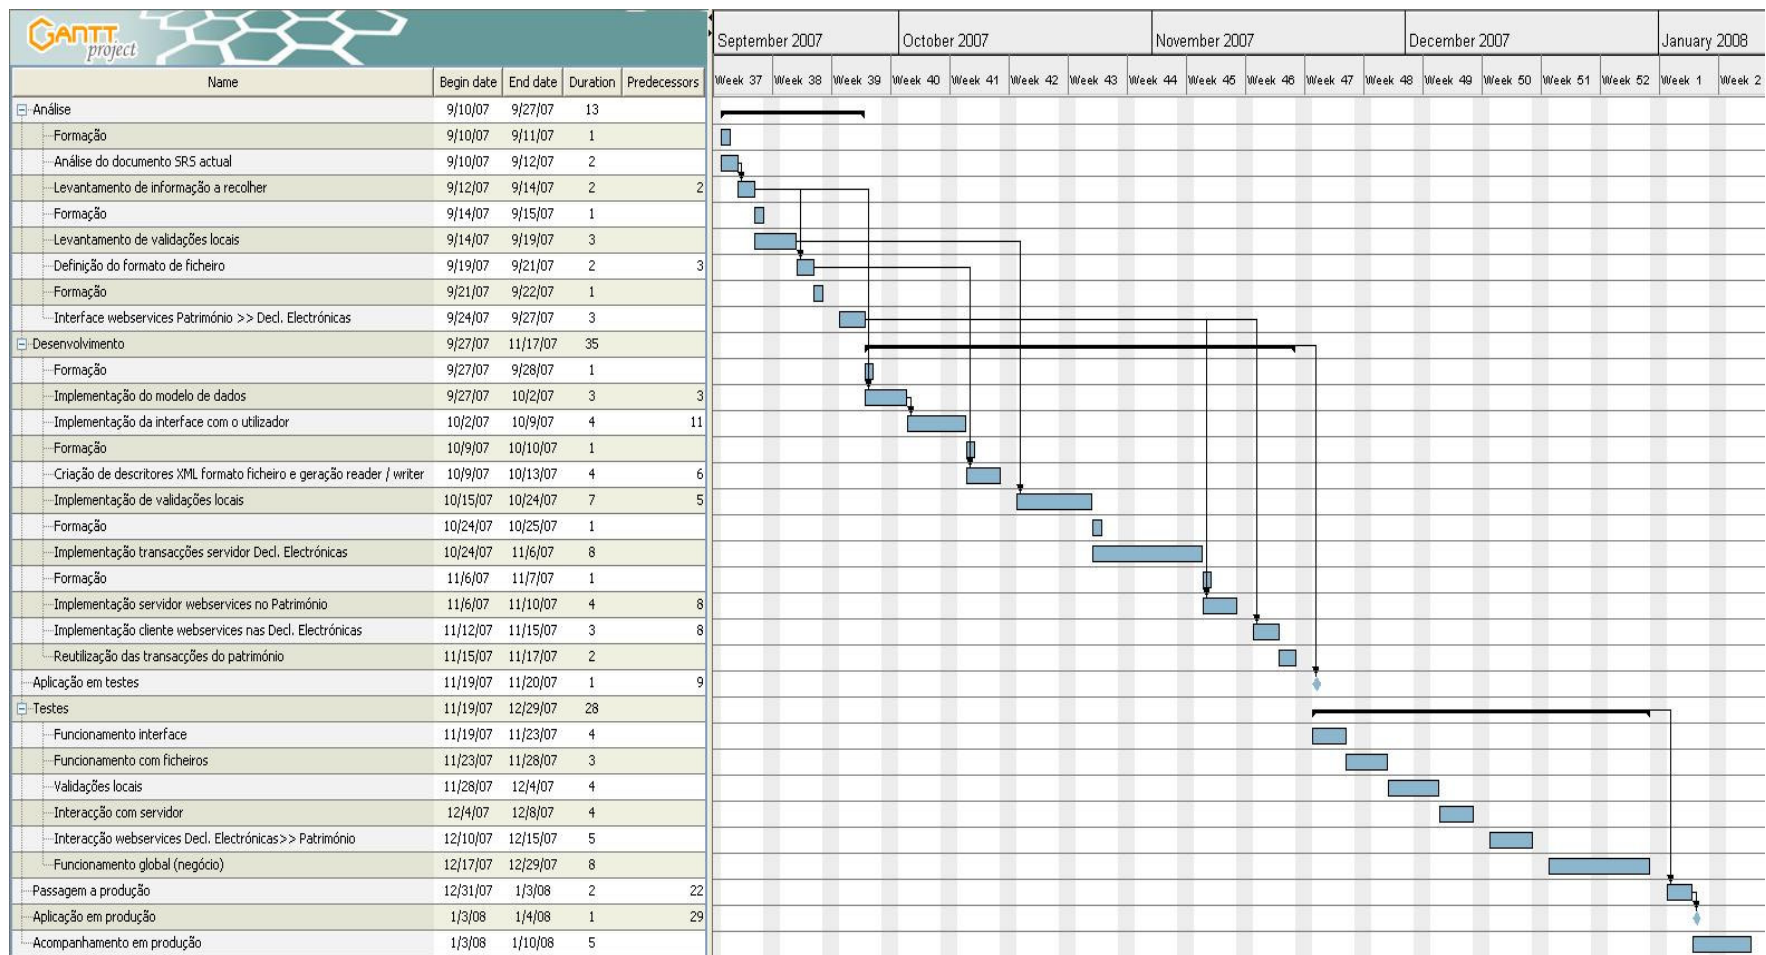 GANTT
project
September 2007 October 2007 November 2007 December 2007 January 2008
Name Begin date End date Duration Predecessors Week 37 Week 38 Week 39 Week 40 Week 41 Week 42 Week 43 Week 44 Week 45 Week 46 Week 47 Week 48 Week 49 Week 50 Week 51 Week 52 Week 1 Week 2
Análise 9/10/07 9/27/07 13
Formação 9/10/07 9/11/07 1
Análise do documento SRS actual 9/10/07 9/12/07 2
Levantamento de informação a recolher 9/12/07 9/14/07 2 2
Formação 9/14/07 9/15/07 1
Levantamento de validações locais 9/14/07 9/19/07 3
Definição do formato de ficheiro 9/19/07 9/21/07 2 3
Formação 9/21/07 9/22/07 1
Interface webservices Património >> Decl. Electrónicas 9/24/07 9/27/07 3
Desenvolvimento 9/27/07 11/17/07 35
Formação 9/27/07 9/28/07 1
Implementação do modelo de dados 9/27/07 10/2/07 3 3
Implementação da interface com o utilizador 10/2/07 10/9/07 4 11
Formação 10/9/07 10/10/07 1
Criação de descritores XML formato ficheiro e geração reader / writer 10/9/07 10/13/07 4 6
Implementação de validações locais 10/15/07 10/24/07 7 5
Formação 10/24/07 10/25/07 1
Implementação transacções servidor Decl. Electrónicas 10/24/07 11/6/07 8
Formação 11/6/07 11/7/07 1
Implementação servidor webservices no Património 11/6/07 11/10/07 4 8
Implementação cliente webservices nas Decl. Electrónicas 11/12/07 11/15/07 3 8
Reutilização das transacções do património 11/15/07 11/17/07 2
Aplicação em testes 11/19/07 11/20/07 1 9
Testes 11/19/07 12/29/07 28
Funcionamento interface 11/19/07 11/23/07 4
Funcionamento com ficheiros 11/23/07 11/28/07 3
Validações locais 11/28/07 12/4/07 4
Interacção com servidor 12/4/07 12/8/07 4
Interacção webservices Decl. Electrónicas>> Património 12/10/07 12/15/07 5
Funcionamento global (negócio) 12/17/07 12/29/07 8
Passagem a produção 12/31/07 1/3/08 2 22
Aplicação em produção 1/3/08 1/4/08 1 29
Acompanhamento em produção 1/3/08 1/10/08 5